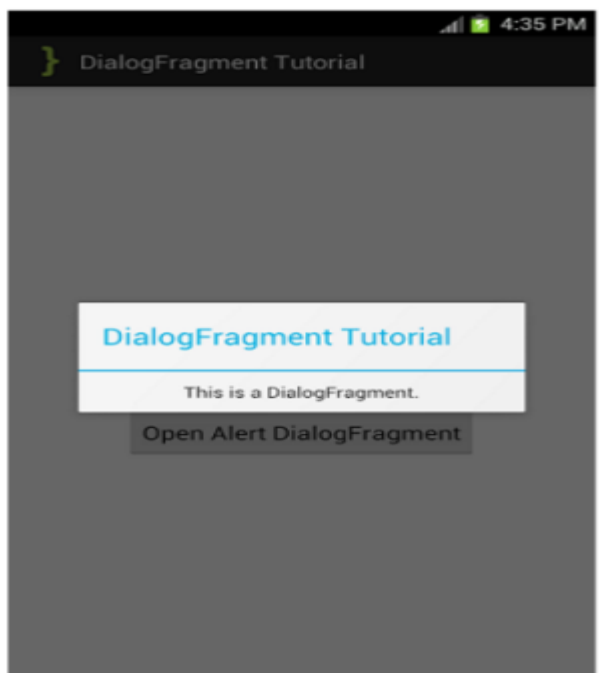 4:35 PM
} DialogFragment Tutorial
DialogFragment Tutorial
This is a DialogFragment.
Open Alert DialogFragment